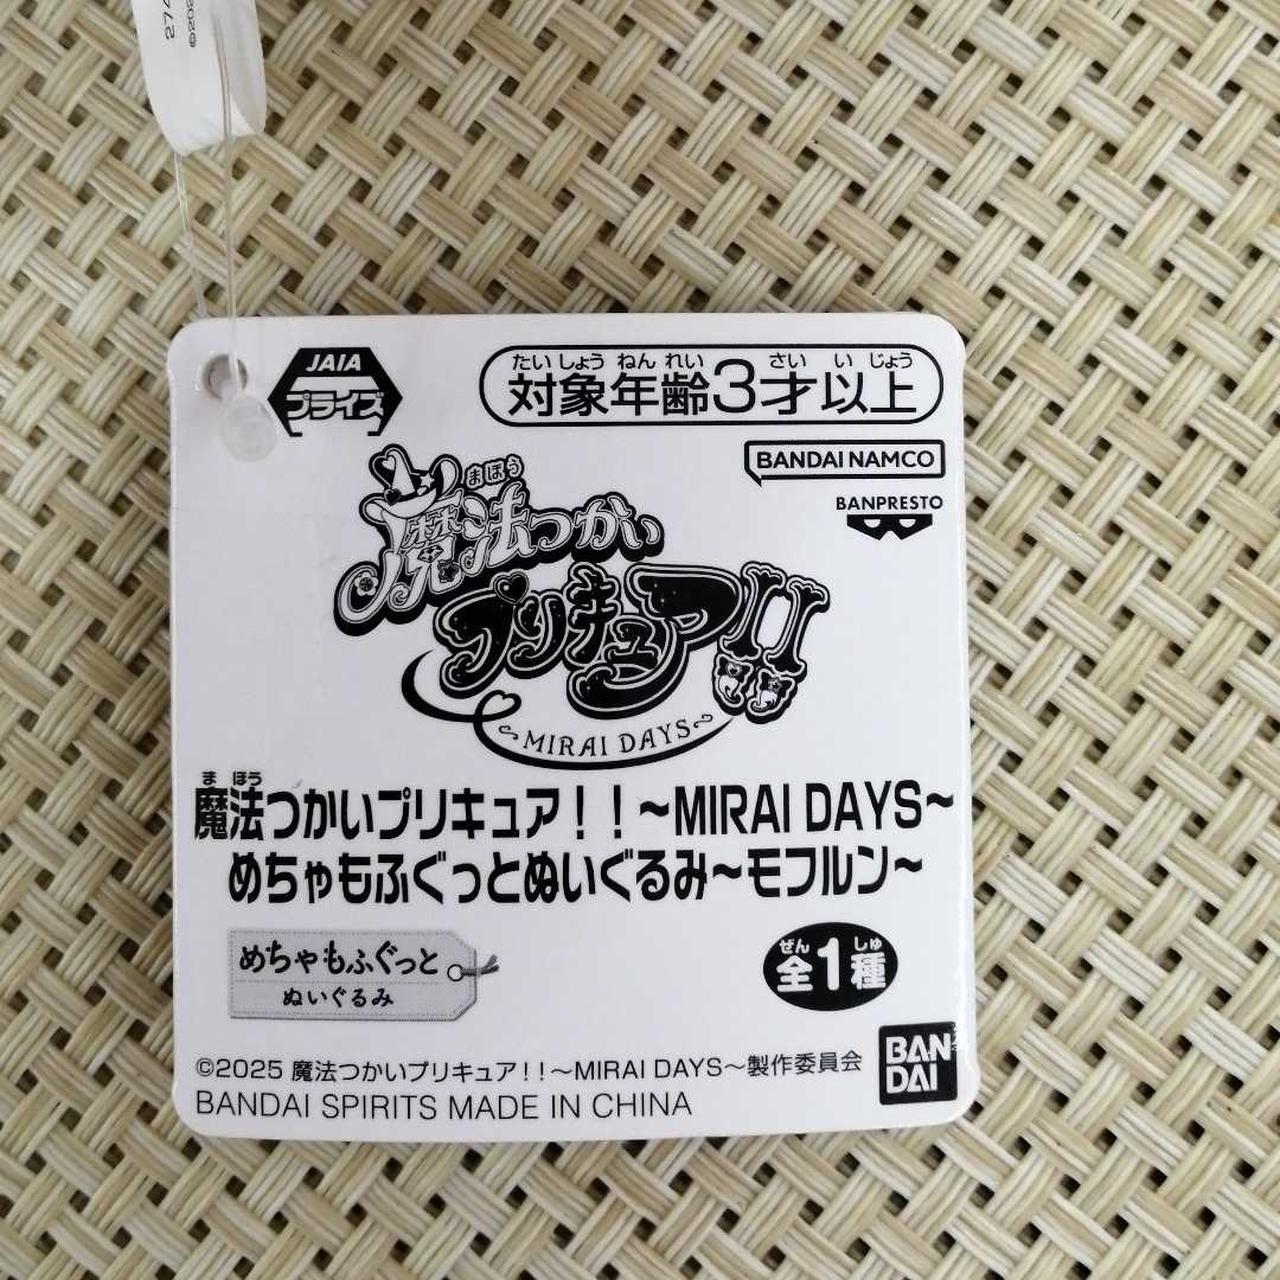 274
©202
JAIA
プライズ
たいしょうねんれい さいいじょう
対象年齢3才以上
BANDAI NAMCO
BANPRESTO
まほう
魔法つかい
プリキュア!!
~MIRAI DAYS~
まほう
魔法つかいプリキュア！！～MIRAI DAYS～
めちゃもふぐっとぬいぐるみ～モフルン～
めちゃもふぐっと
ぬいぐるみ
ぜん しゅ
全1種
©2025 魔法つかいプリキュア！！～MIRAI DAYS～製作委員会
BANDAI SPIRITS MADE IN CHINA
BAN
DAI